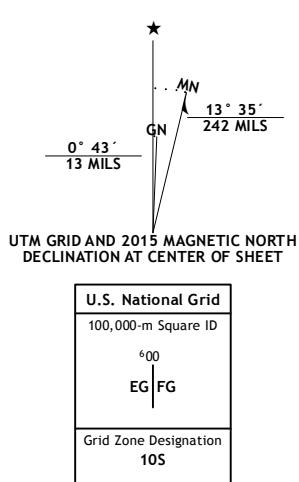 ★
MN
GN
13° 35´
242 MILS
0° 43´
13 MILS
UTM GRID AND 2015 MAGNETIC NORTH
DECLINATION AT CENTER OF SHEET
U.S. National Grid
100,000-m Square ID
⁶00
EG FG
Grid Zone Designation
10S